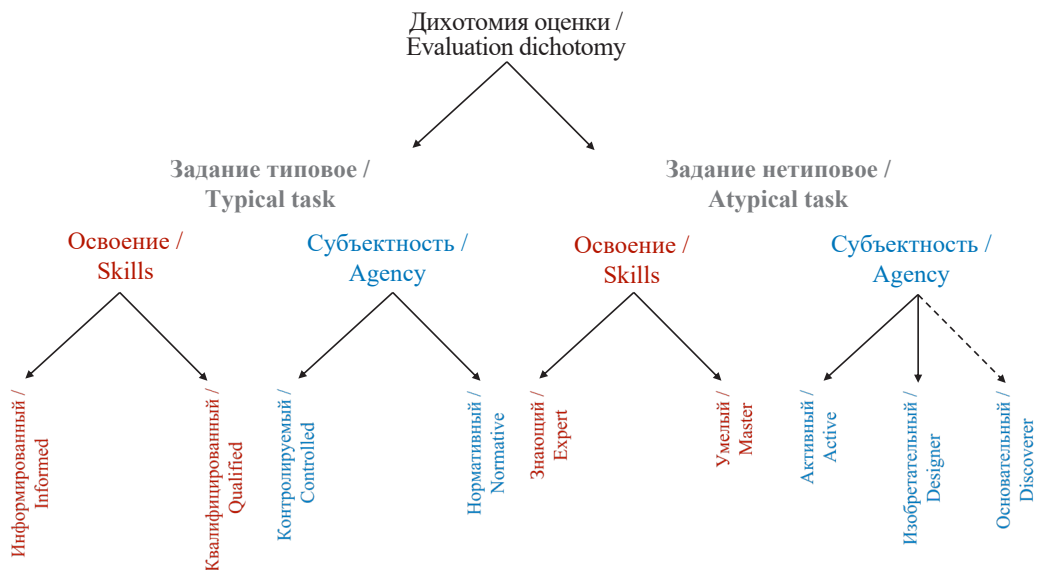 Дихотомия оценки /
Evaluation dichotomy
Задание типовое /
Typical task
Задание нетиповое /
Atypical task
Освоение /
Skills
Субъектность /
Agency
Освоение /
Skills
Субъектность /
Agency
Информированный /
Informed
Квалифицированный /
Qualified
Контролируемый /
Controlled
Нормативный /
Normative
Знающий /
Expert
Умелый /
Master
Активный /
Active
Изобретательный /
Designer
Основательный /
Discoverer